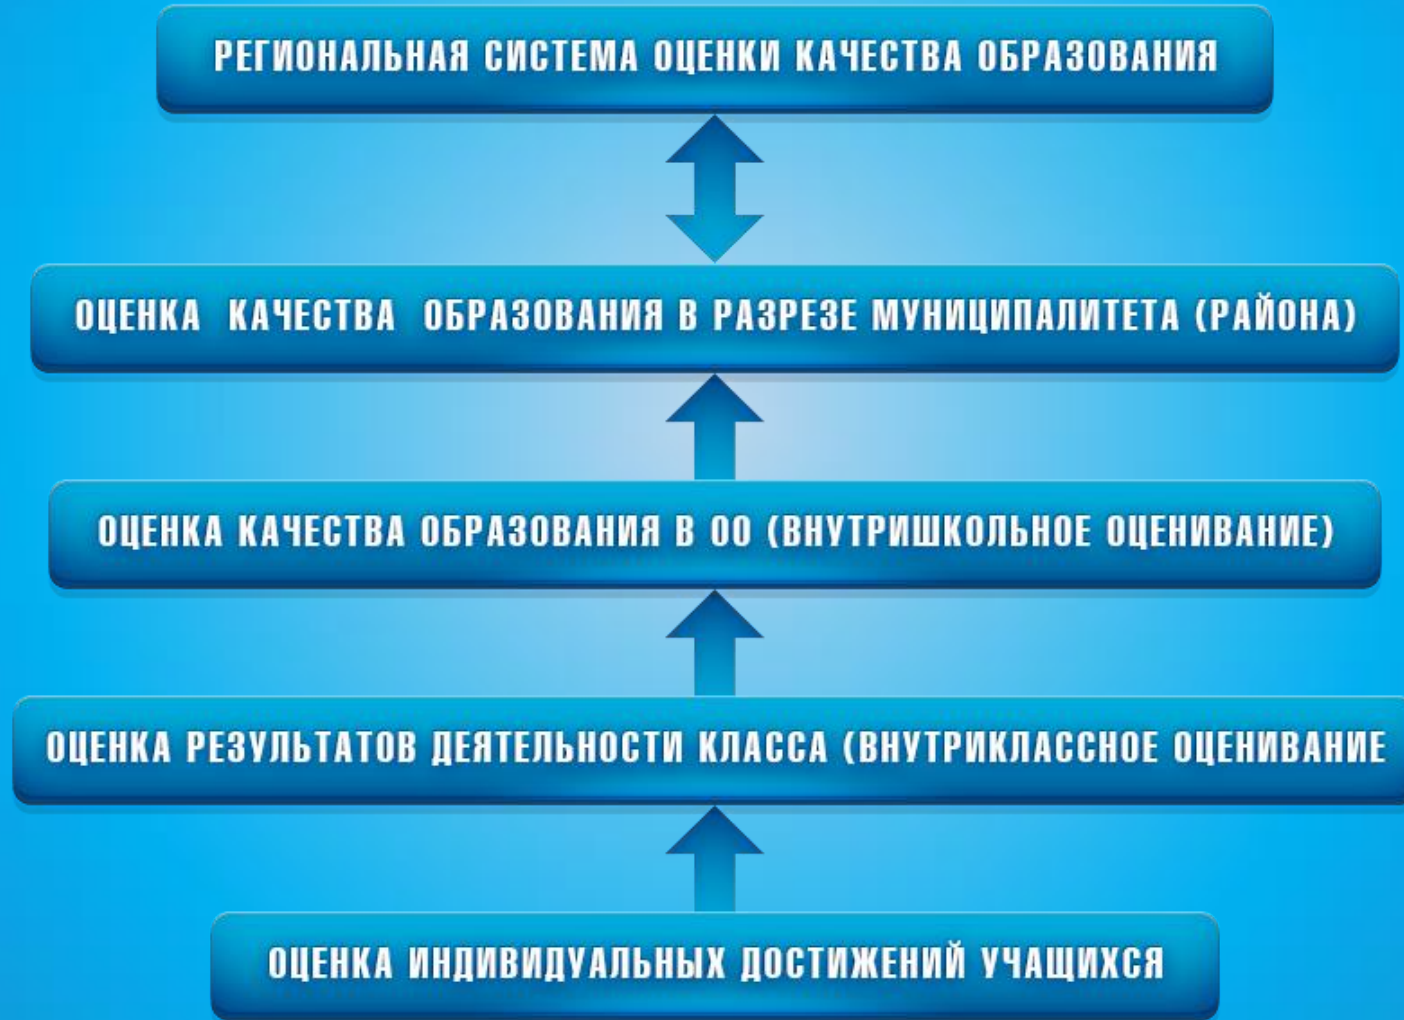 РЕГИОНАЛЬНАЯ СИСТЕМА ОЦЕНКИ КАЧЕСТВА ОБРАЗОВАНИЯ
ОЦЕНКА КАЧЕСТВА ОБРАЗОВАНИЯ В РАЗРЕЗЕ МУНИЦИПАЛИТЕТА (РАЙОНА)
ОЦЕНКА КАЧЕСТВА ОБРАЗОВАНИЯ В ОО (ВНУТРИШКОЛЬНОЕ ОЦЕНИВАНИЕ)
ОЦЕНКА РЕЗУЛЬТАТОВ ДЕЯТЕЛЬНОСТИ КЛАССА (ВНУТРИКЛАССНОЕ ОЦЕНИВАНИЕ
ОЦЕНКА ИНДИВИДУАЛЬНЫХ ДОСТИЖЕНИЙ УЧАЩИХСЯ